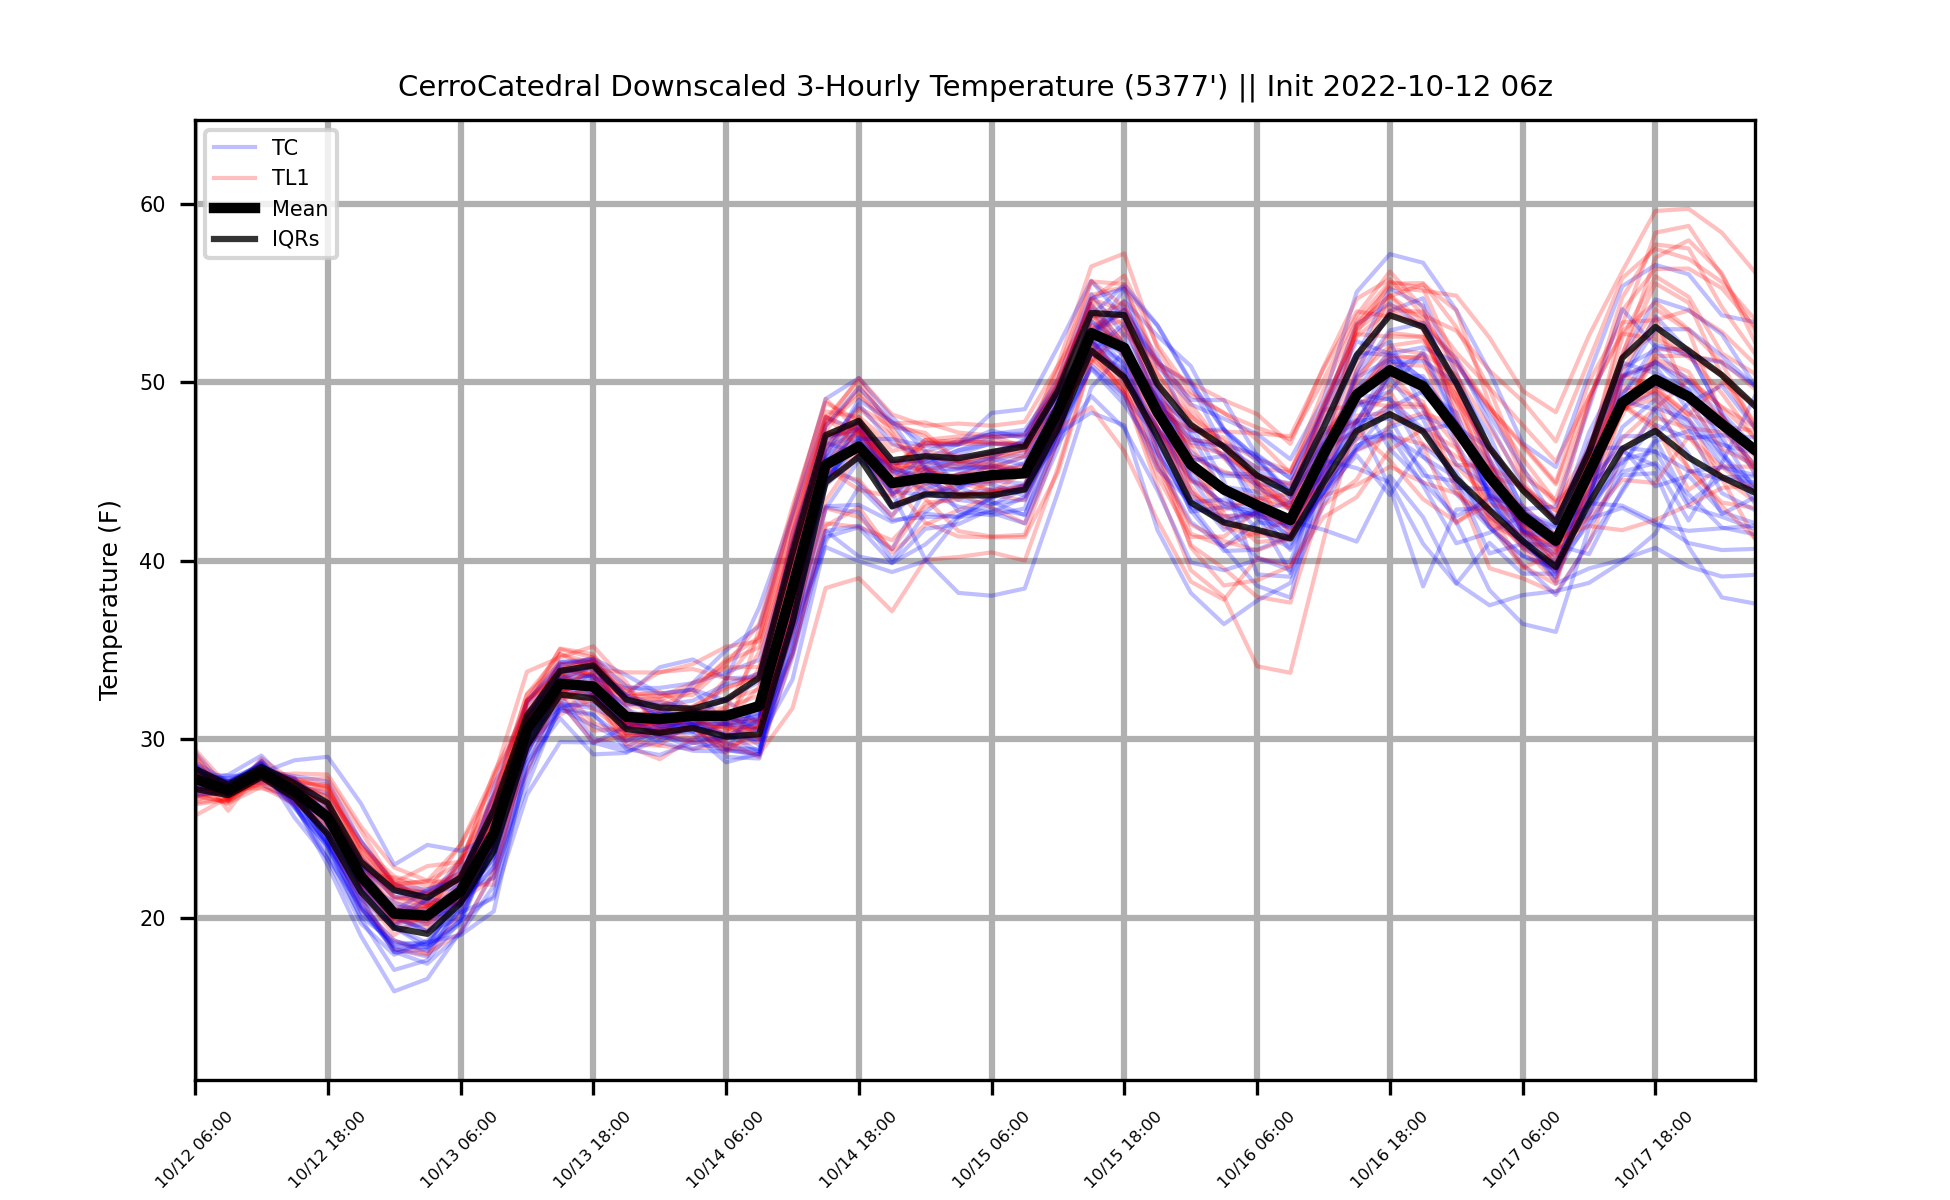 CerroCatedral Downscaled 3-Hourly Temperature (5377') || Init 2022-10-12 06z
TC
TL1
Mean
IQRs
Temperature (F)
60
50
40
30
20
10/12 06:00
10/12 18:00
10/13 06:00
10/13 18:00
10/14 06:00
10/14 18:00
10/15 06:00
10/15 18:00
10/16 06:00
10/16 18:00
10/17 06:00
10/17 18:00